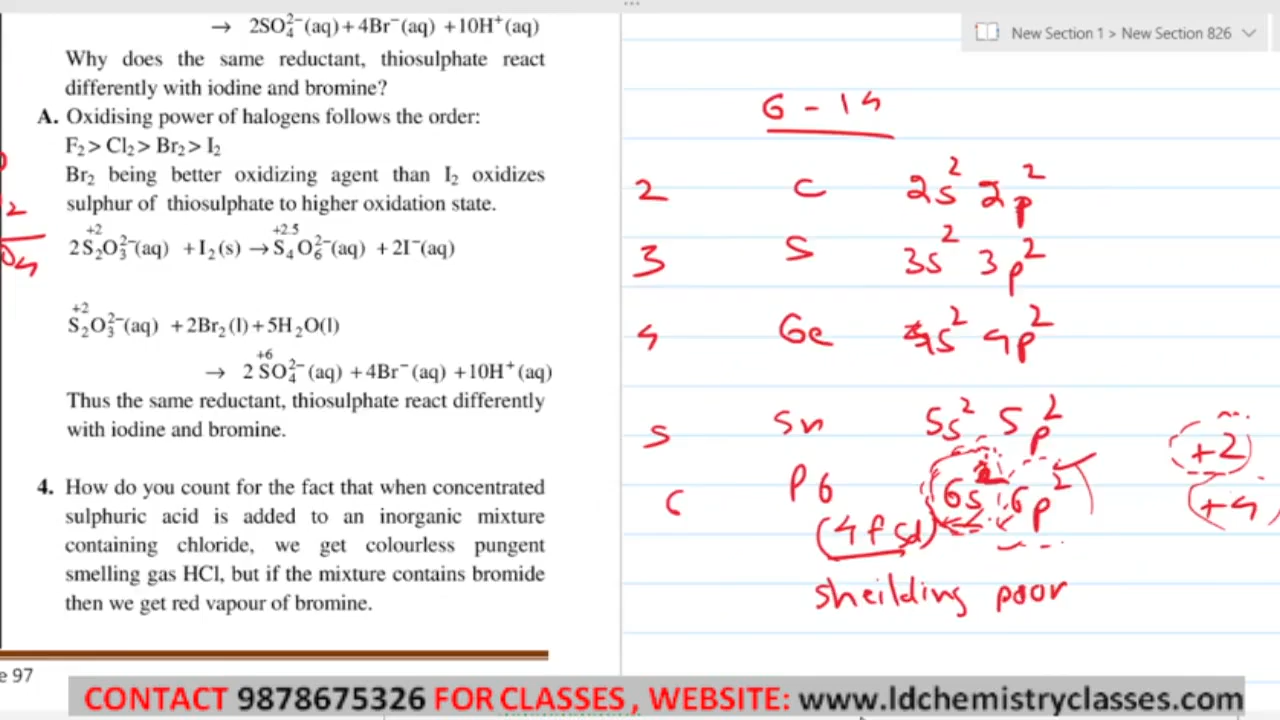 → 2SO₄²⁻(aq)+4Br⁻(aq) +10H⁺(aq)
Why does the same reductant, thiosulphate react
differently with iodine and bromine?
A. Oxidising power of halogens follows the order:
F₂> Cl₂> Br₂> I₂
Br₂ being better oxidizing agent than I₂ oxidizes
sulphur of thiosulphate to higher oxidation state.
+2 +2.5
2S₂O₃²⁻(aq) +I₂(s) →S₄O₆²⁻(aq) +2I⁻(aq)
+2
S₂O₃²⁻(aq) +2Br₂(l)+5H₂O(l)
+6
→ 2 SO₄²⁻(aq) +4Br⁻(aq) +10H⁺(aq)
Thus the same reductant, thiosulphate react differently
with iodine and bromine.
4. How do you count for the fact that when concentrated
sulphuric acid is added to an inorganic mixture
containing chloride, we get colourless pungent
smelling gas HCl, but if the mixture contains bromide
then we get red vapour of bromine.
e 97
New Section 1 > New Section 826
G - 14
2 C 2s² 2p²
3 S 3s² 3p²
4 Ge 4s² 4p²
5 Sn 5s² 5p²
+2
6 Pb 6s² 6p²
+4
(4f 5d)
sheilding poor
CONTACT 9878675326 FOR CLASSES , WEBSITE: www.ldchemistryclasses.com